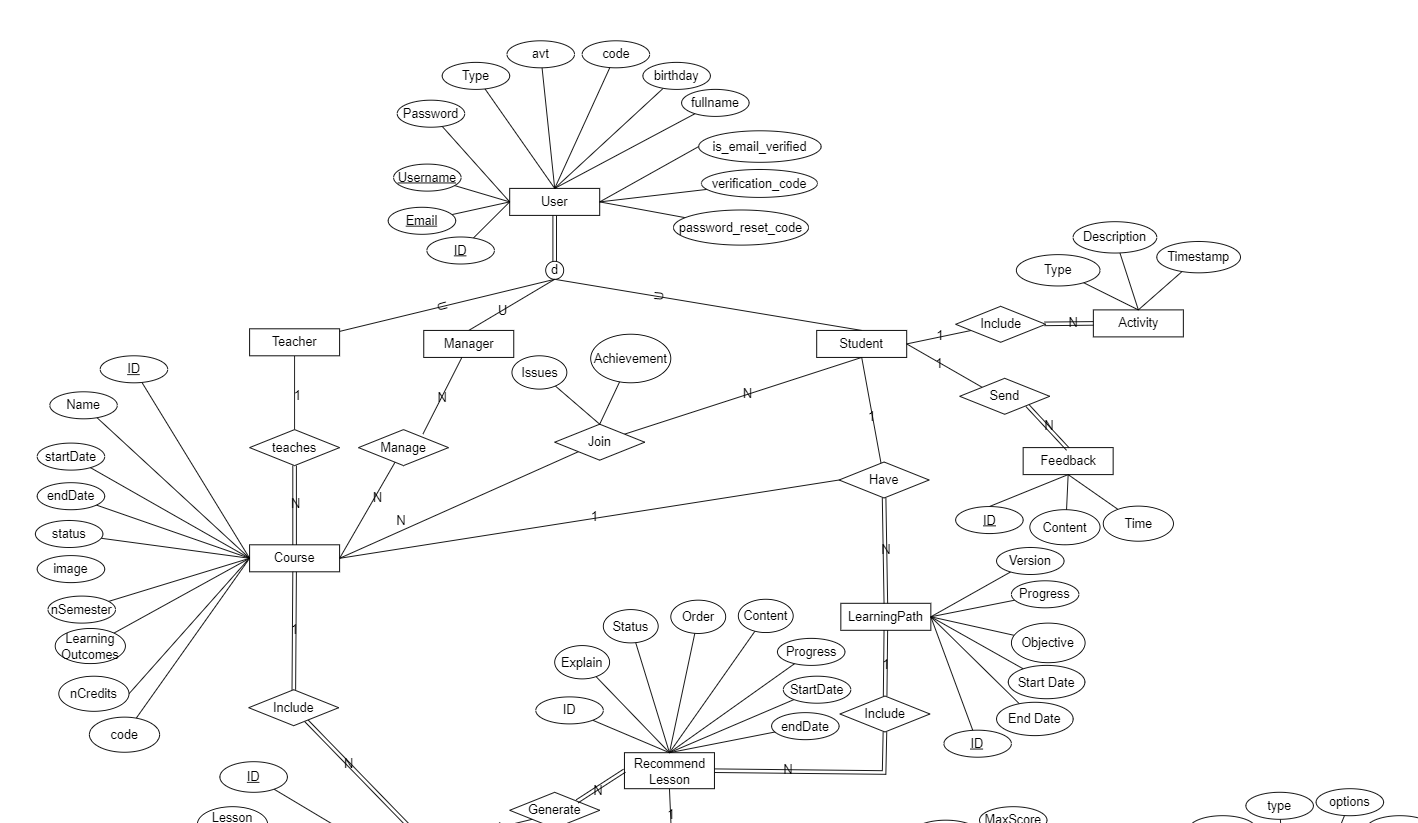 avt
code
Type
birthday
fullname
Password
is_email_verified
Username
verification_code
User
Email
password_reset_code
ID
d
Description
Type
Timestamp
U
U
U
Teacher
Manager
Student
1
Include
N
Activity
ID
Issues
Achievement
1
Name
1
N
N
1
Send
N
startDate
teaches
Manage
Join
Have
Feedback
endDate
N
N
N
1
ID
Content
Time
status
Course
N
Version
image
nSemester
Learning
Outcomes
1
Status
Order
Content
LearningPath
Progress
Explain
Progress
Objective
1
StartDate
Start Date
nCredits
Include
ID
endDate
Include
End Date
code
ID
ID
N
Recommend
Lesson
N
N
Generate
1
Lesson
MaxScore
type
options